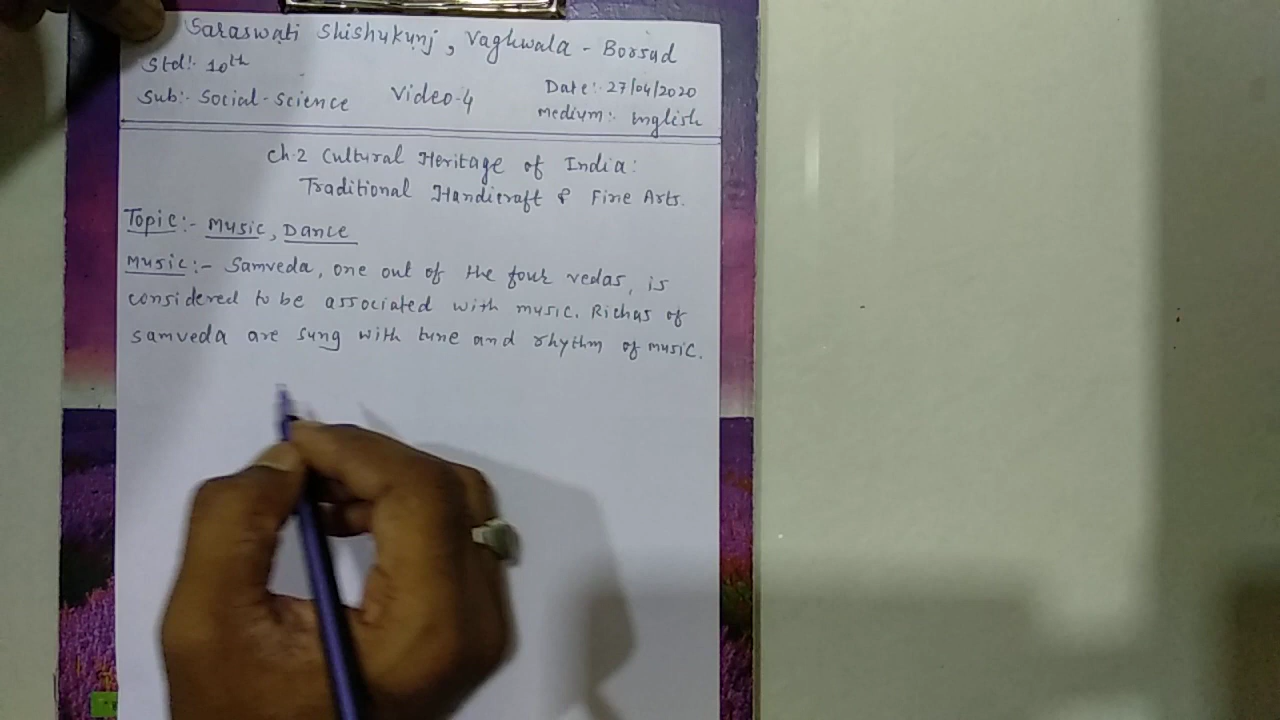 Saraswati Shishukunj, Vaghwala - Borsad
Std:- 10th
Sub:- Social-science Video-4 Date:- 27/04/2020
Medium:- English
Ch.2 Cultural Heritage of India:
Traditional Handicraft & Fine Arts.
Topic:- Music, Dance
Music:- Samveda, one out of the four vedas, is
considered to be associated with music. Richas of
samveda are sung with tune and rhythm of music.